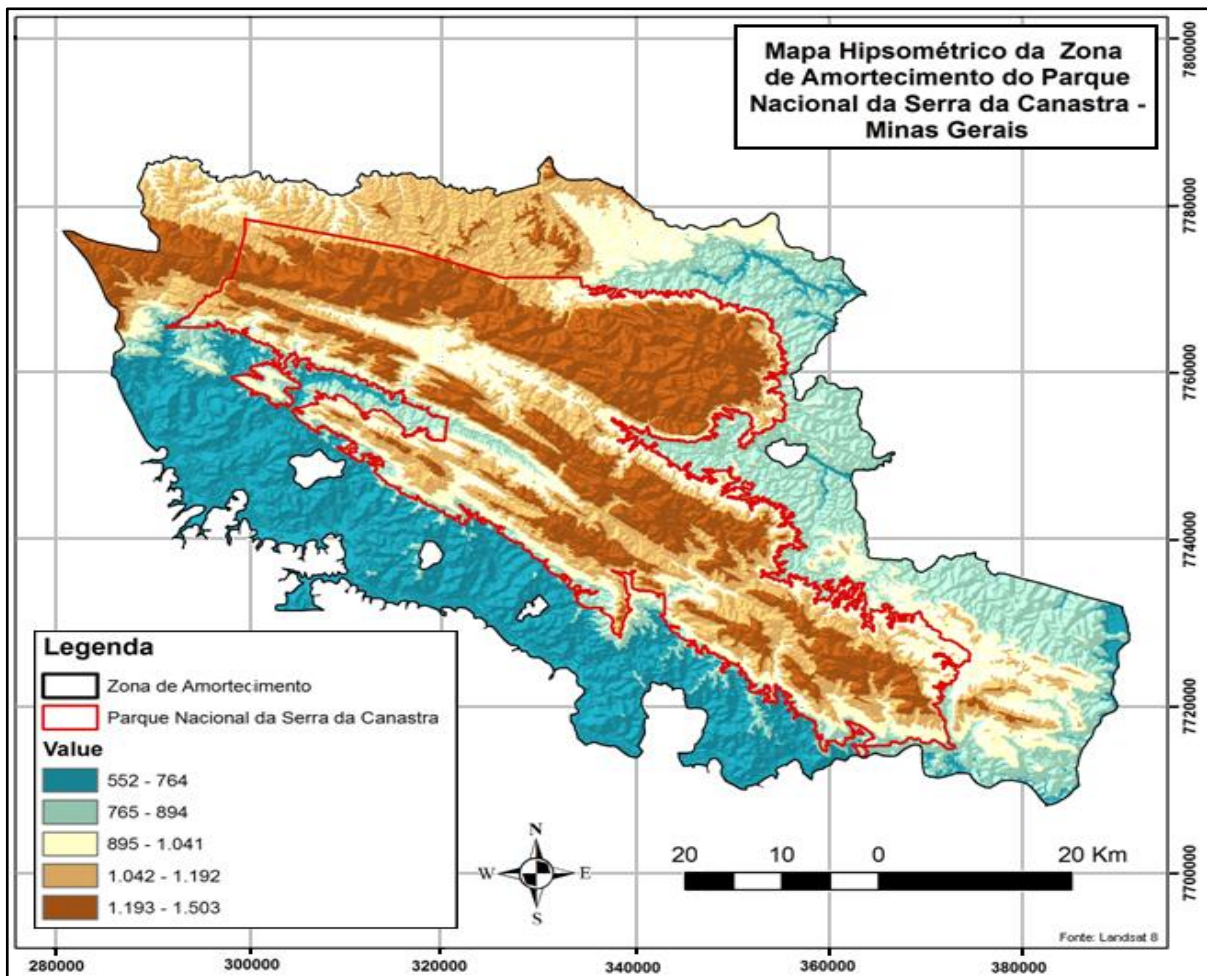 Mapa Hipsométrico da Zona
de Amortecimento do Parque
Nacional da Serra da Canastra -
Minas Gerais
7800000
7780000
7760000
7740000
7720000
7700000
Legenda
Zona de Amortecimento
Parque Nacional da Serra da Canastra
Value
552 - 764
765 - 894
895 - 1.041
1.042 - 1.192
1.193 - 1.503
N
W E
S
20 10 0 20 Km
Fonte: Landsat 8
280000 300000 320000 340000 360000 380000